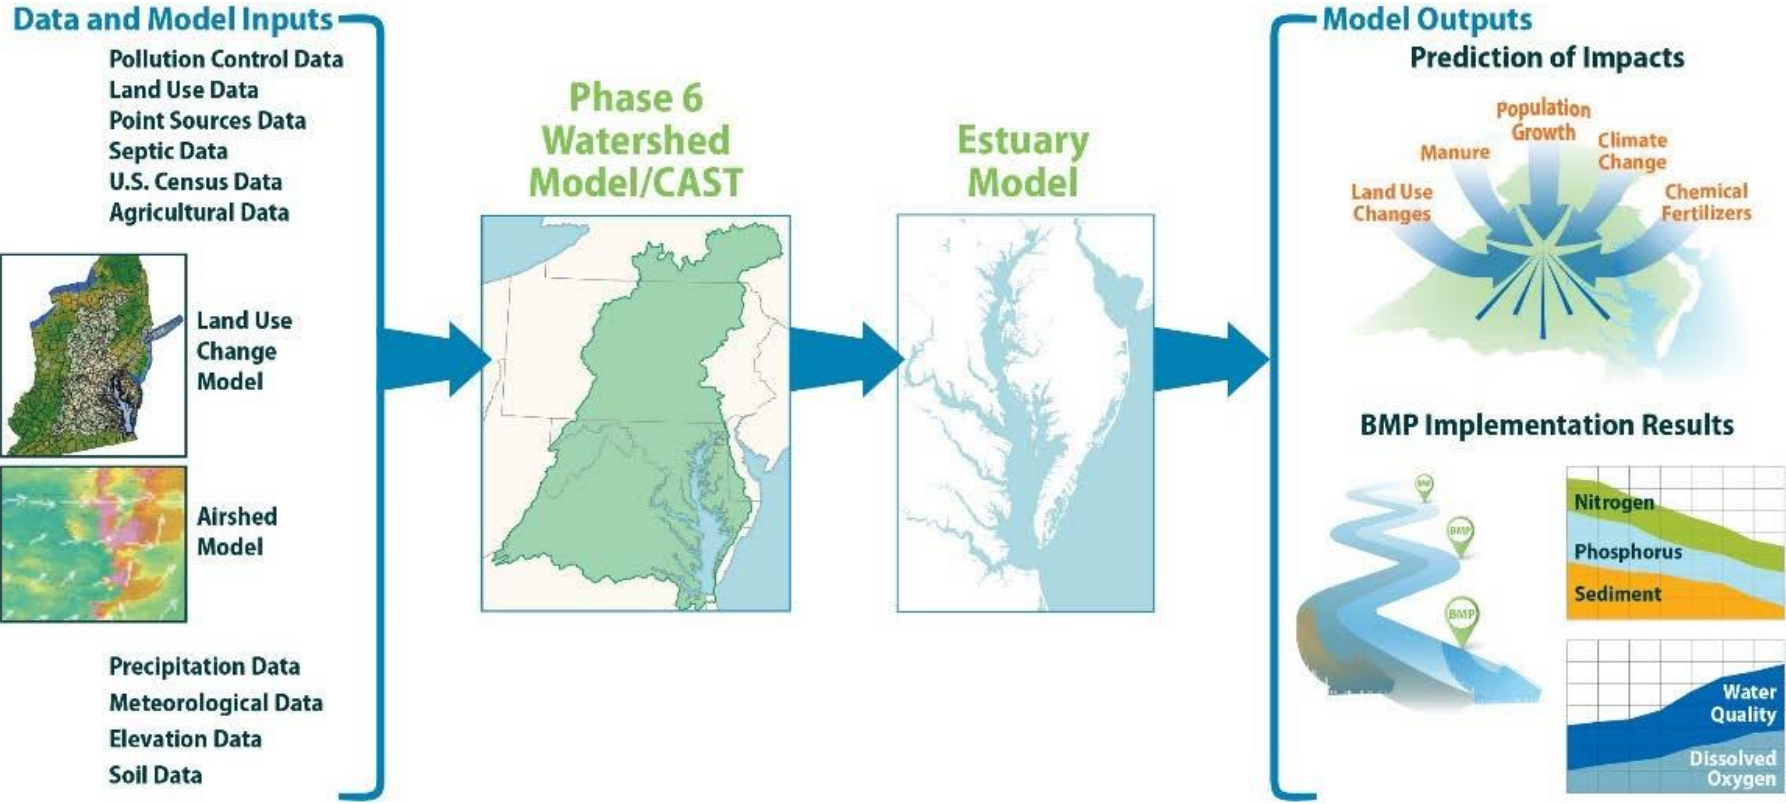 Data and Model Inputs
Pollution Control Data
Land Use Data
Point Sources Data
Septic Data
U.S. Census Data
Agricultural Data
Land Use
Change
Model
Airshed
Model
Precipitation Data
Meteorological Data
Elevation Data
Soil Data
Phase 6
Watershed
Model/CAST
Estuary
Model
Model Outputs
Prediction of Impacts
Population
Growth
Manure
Climate
Change
Land Use
Changes
Chemical
Fertilizers
BMP Implementation Results
BMP
BMP
BMP
Nitrogen
Phosphorus
Sediment
Water
Quality
Dissolved
Oxygen